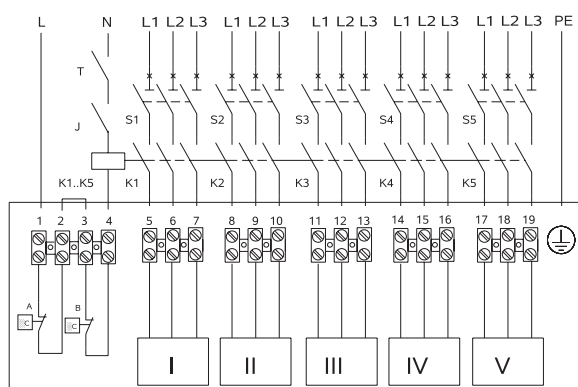 L N L1 L2 L3 L1 L2 L3 L1 L2 L3 L1 L2 L3 L1 L2 L3 PE
T
J S1 S2 S3 S4 S5
K1..K5 K1 K2 K3 K4 K5
1 2 3 4 5 6 7 8 9 10 11 12 13 14 15 16 17 18 19
A B
C C
I II III IV V